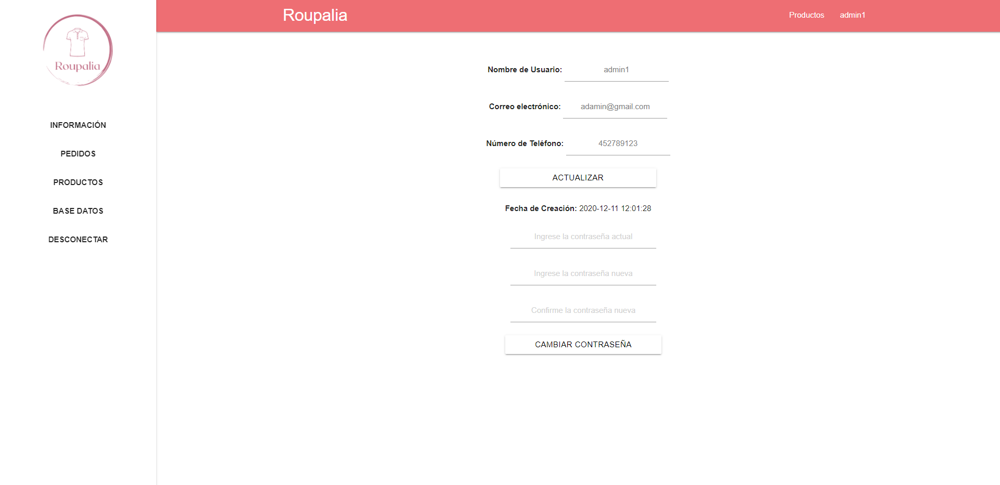 Roupalia
INFORMACIÓN
PEDIDOS
PRODUCTOS
BASE DATOS
DESCONECTAR
Roupalia
Productos admin1
Nombre de Usuario: admin1
Correo electrónico: adamin@gmail.com
Número de Teléfono: 452789123
ACTUALIZAR
Fecha de Creación: 2020-12-11 12:01:28
Ingrese la contraseña actual
Ingrese la contraseña nueva
Confirme la contraseña nueva
CAMBIAR CONTRASEÑA